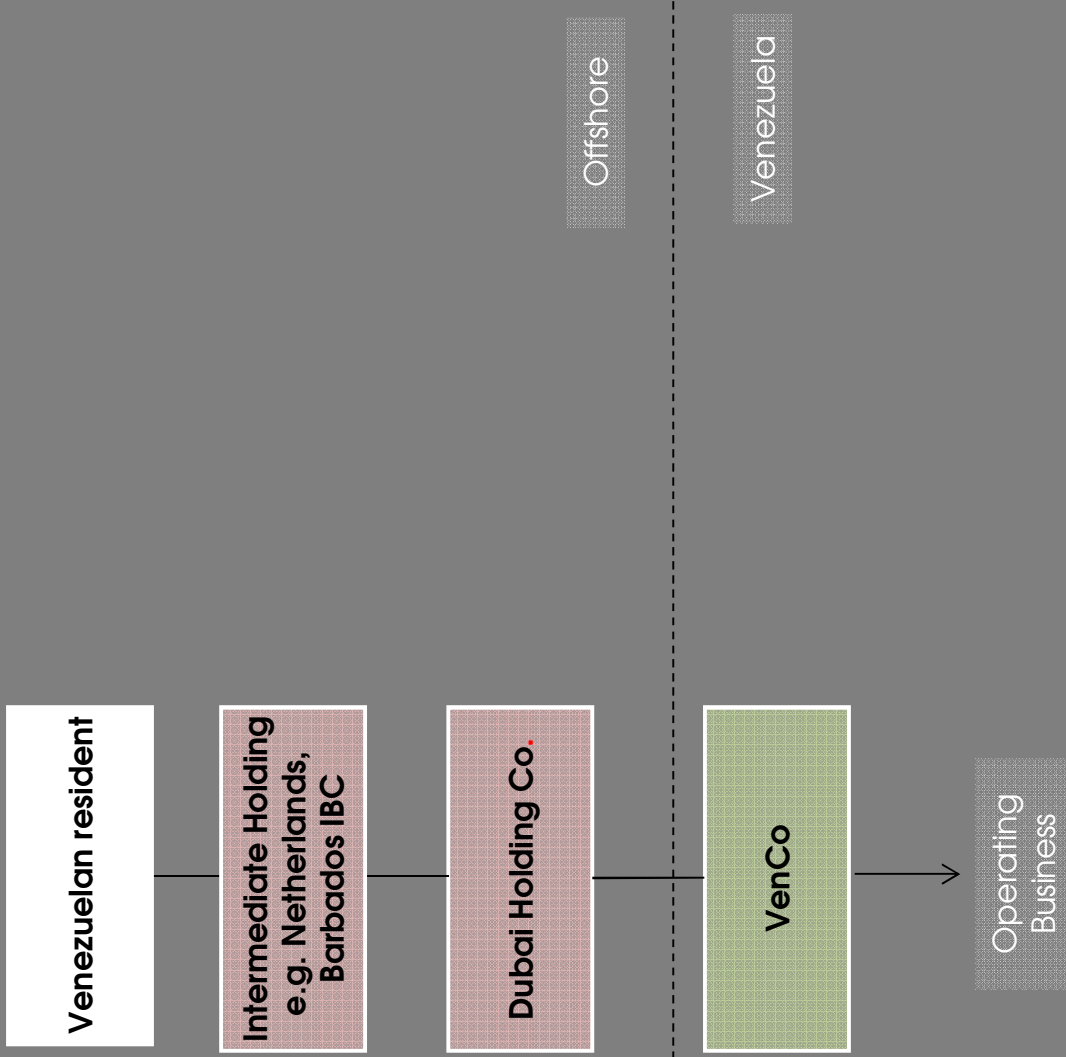 Venezuelan resident
Intermediate Holding
e.g. Netherlands,
Barbados IBC
Dubai Holding Co.
Offshore
Venezuela
VenCo
Operating
Business